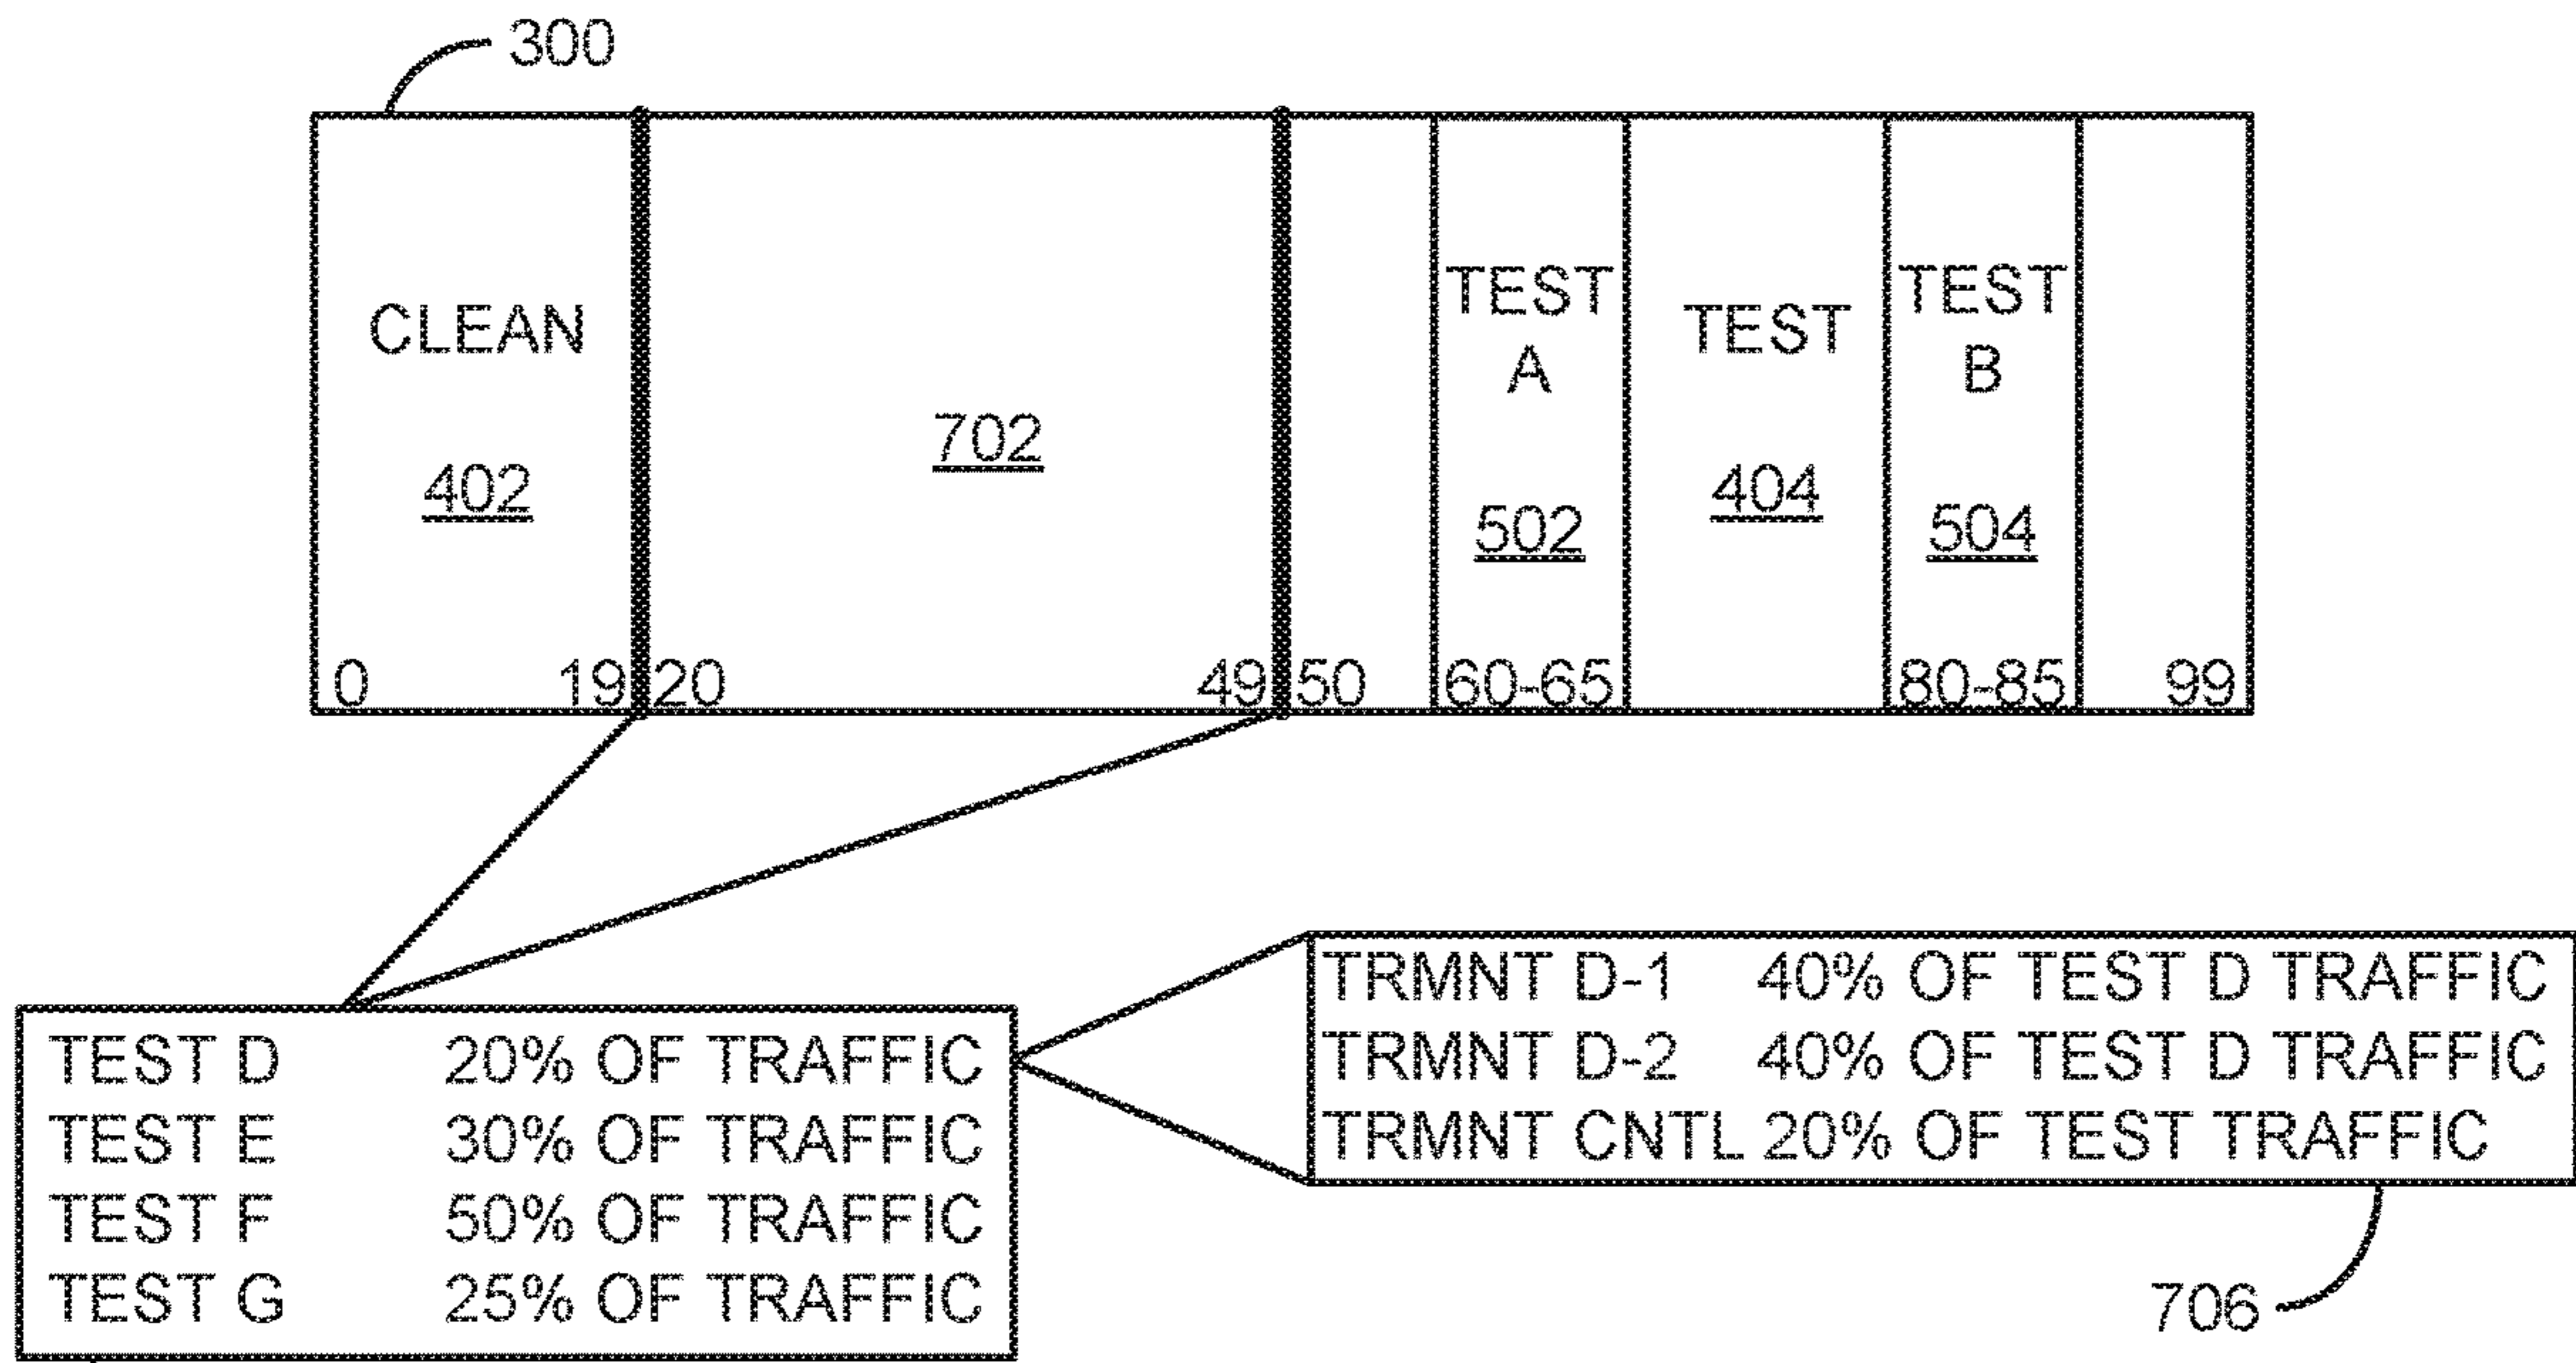 300
CLEAN
402
702
TEST
A
502
TEST
404
TEST
B
504
0 19 20 49 50 60-65 80-85 99
TEST D 20% OF TRAFFIC
TEST E 30% OF TRAFFIC
TEST F 50% OF TRAFFIC
TEST G 25% OF TRAFFIC
TRMNT D-1 40% OF TEST D TRAFFIC
TRMNT D-2 40% OF TEST D TRAFFIC
TRMNT CNTL 20% OF TEST TRAFFIC
706